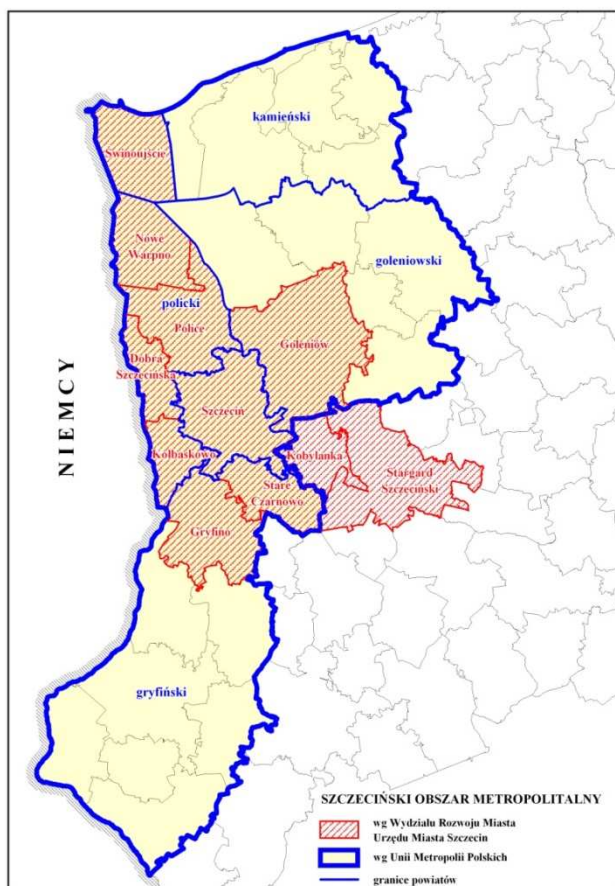 kamieński
Świnoujście
Nowe
Warpno
goleniowski
policki
Police
Goleniów
Dobra
Szczecińska
Szczecin
NIEMCY
Kołbaskowo
Kobylanka
Stargard
Szczeciński
Stare
Czarnowo
Gryfino
gryfiński
SZCZECIŃSKI OBSZAR METROPOLITALNY
wg Wydziału Rozwoju Miasta
Urzędu Miasta Szczecin
wg Unii Metropolii Polskich
granice powiatów